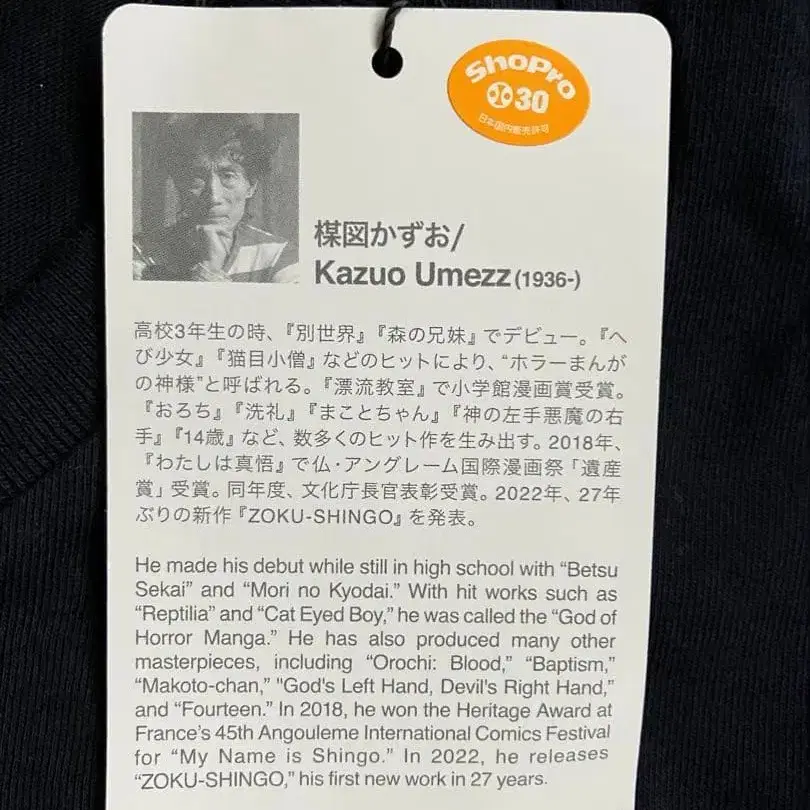 ShoPro
30
日本国内販売許可
楳図かずお/
Kazuo Umezz (1936-)
高校3年生の時、『別世界』『森の兄妹』でデビュー。『へ
び少女』『猫目小僧』などのヒットにより、“ホラーまんが
の神様”と呼ばれる。『漂流教室』で小学館漫画賞受賞。
『おろち』『洗礼』『まことちゃん』『神の左手悪魔の右
手』『14歳』など、数多くのヒット作を生み出す。2018年、
『わたしは真悟』で仏・アングレーム国際漫画祭「遺産
賞」受賞。同年度、文化庁長官表彰受賞。2022年、27年
ぶりの新作『ZOKU-SHINGO』を発表。
He made his debut while still in high school with “Betsu
Sekai” and “Mori no Kyodai.” With hit works such as
“Reptilia” and “Cat Eyed Boy,” he was called the “God of
Horror Manga.” He has also produced many other
masterpieces, including “Orochi: Blood,” “Baptism,”
“Makoto-chan,” "God's Left Hand, Devil's Right Hand,”
and “Fourteen.” In 2018, he won the Heritage Award at
France’s 45th Angouleme International Comics Festival
for “My Name is Shingo.” In 2022, he releases
“ZOKU-SHINGO,” his first new work in 27 years.